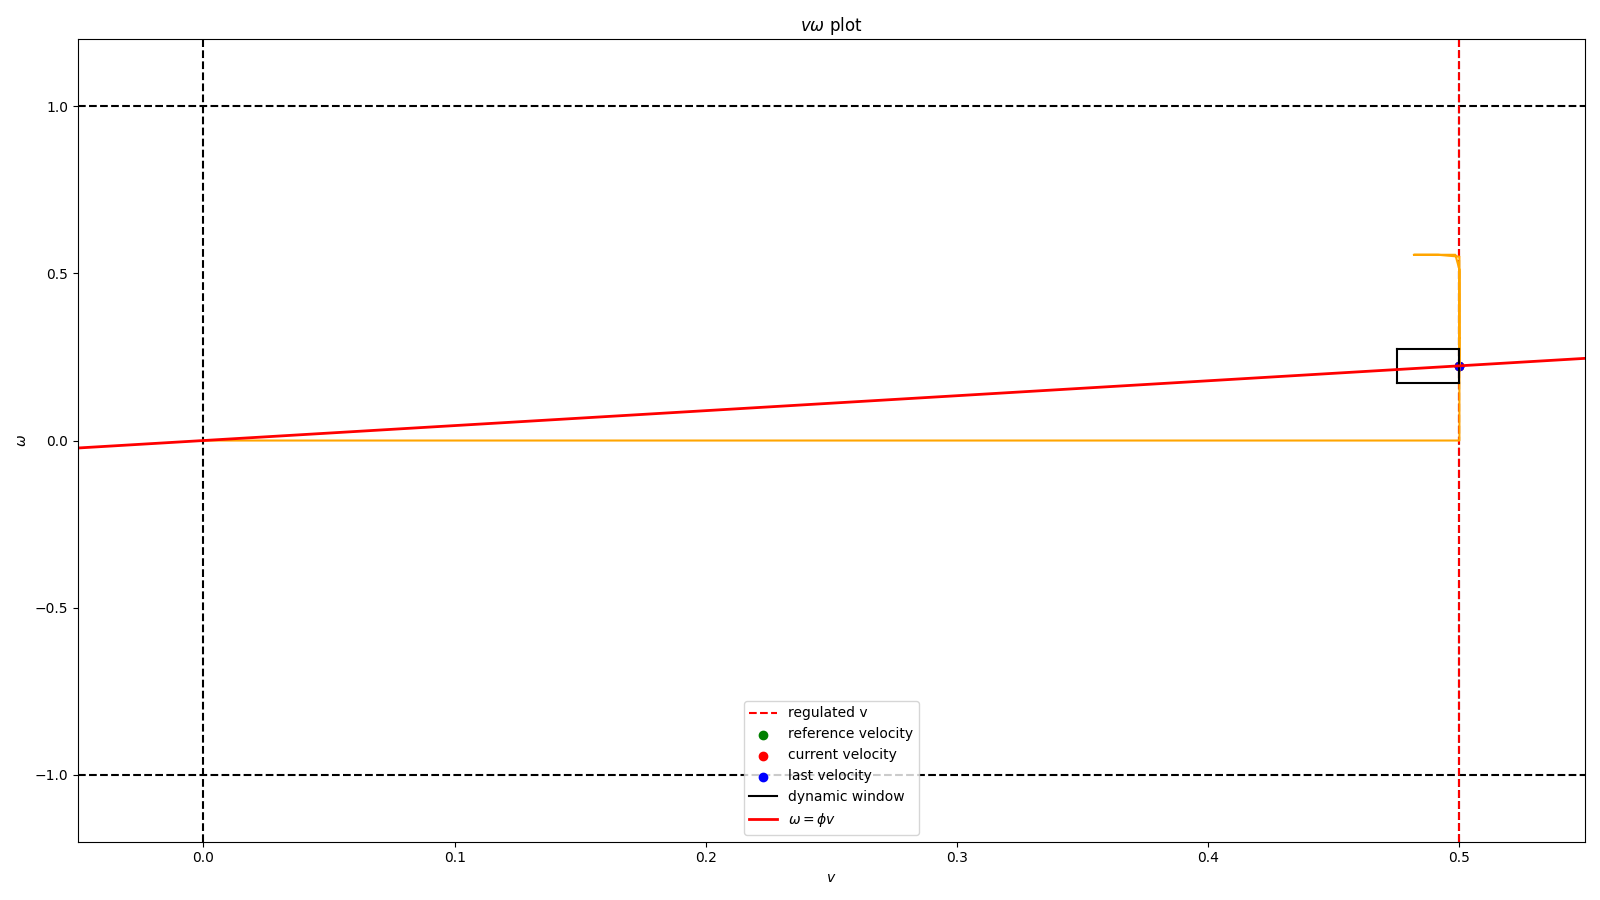 vω plot
1.0
0.5
0.0
−0.5
−1.0
ω
0.0 0.1 0.2 0.3 0.4 0.5
v
regulated v
reference velocity
current velocity
last velocity
dynamic window
ω = ϕv